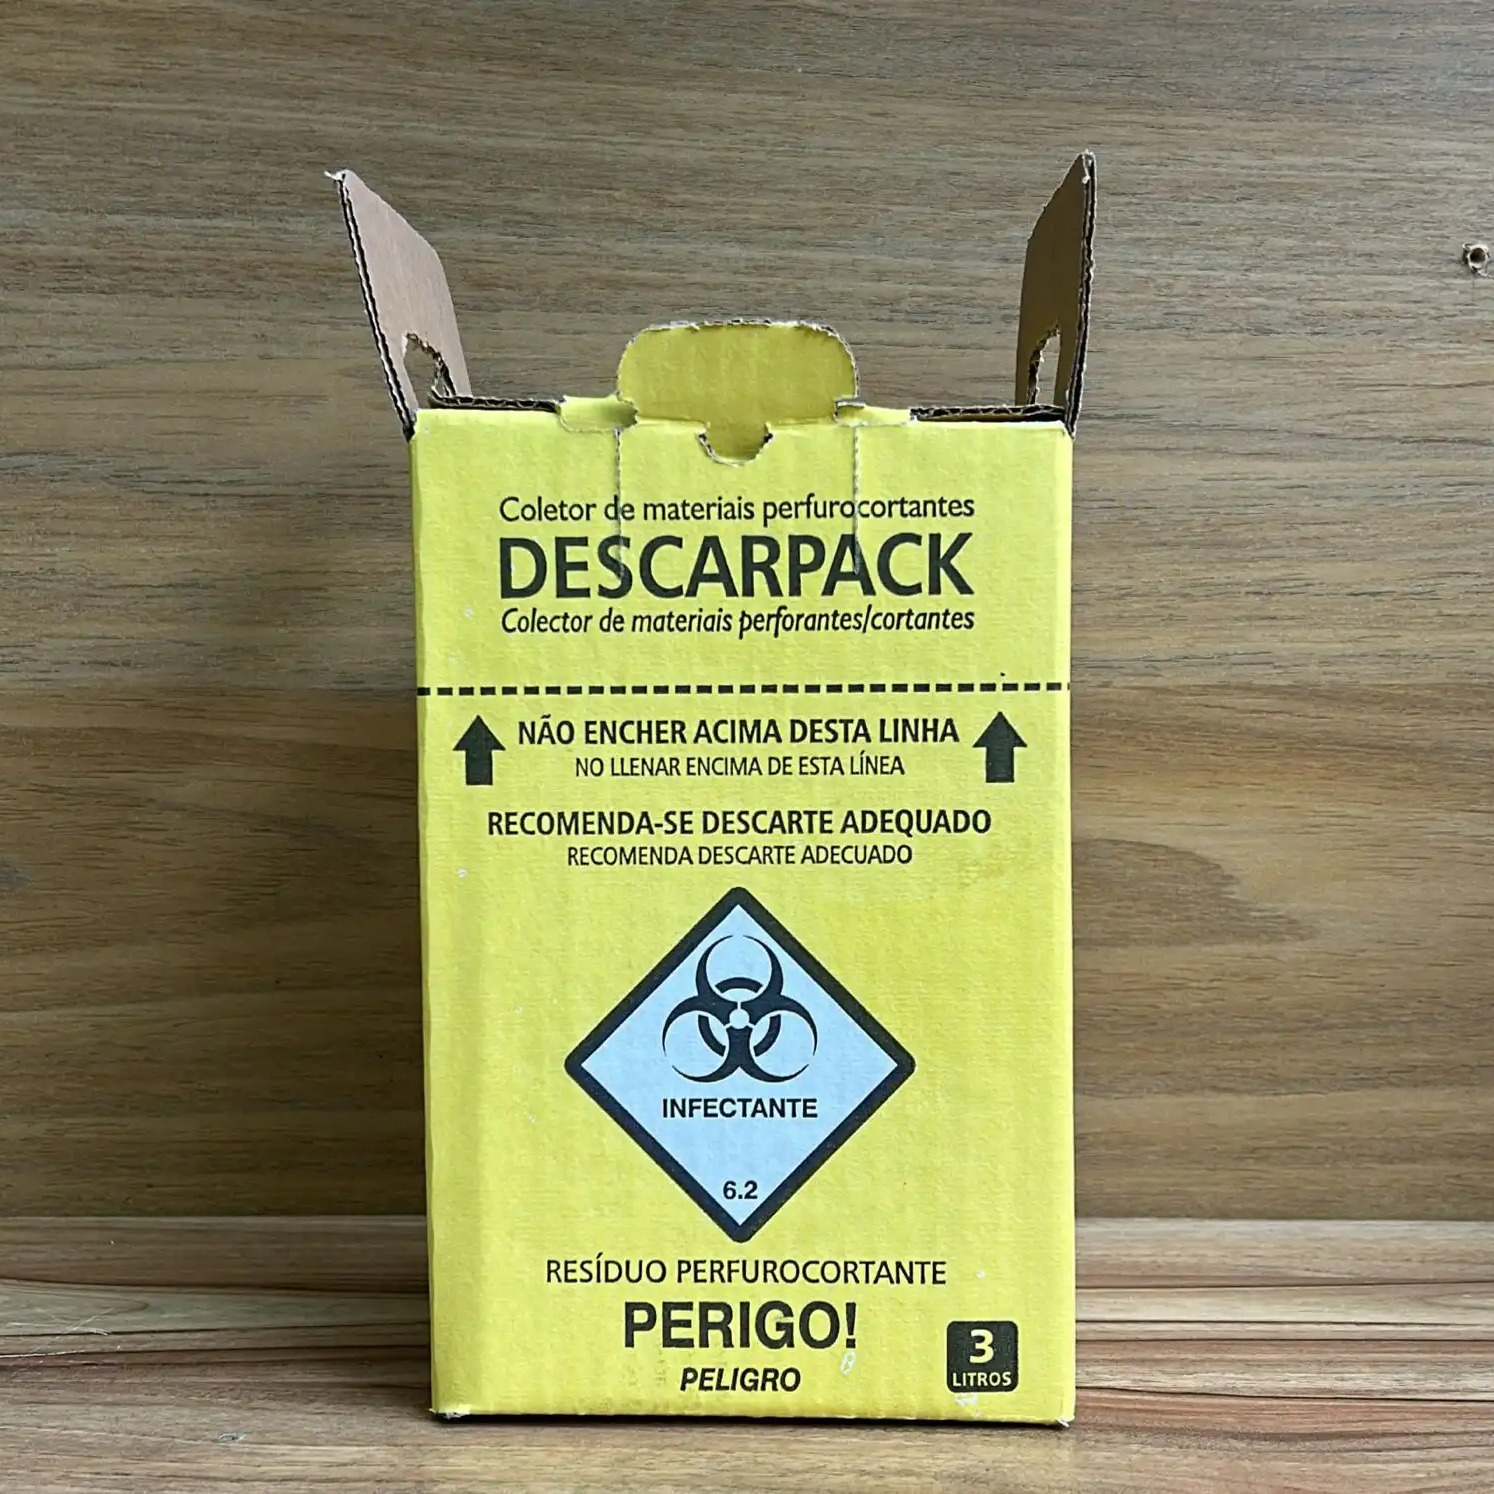 Coletor de materiais perfurocortantes
DESCARPACK
Colector de materiais perforantes/cortantes
NÃO ENCHER ACIMA DESTA LINHA
NO LLENAR ENCIMA DE ESTA LÍNEA
RECOMENDA-SE DESCARTE ADEQUADO
RECOMENDA DESCARTE ADECUADO
INFECTANTE
6.2
RESÍDUO PERFUROCORTANTE
PERIGO!
PELIGRO
3
LITROS